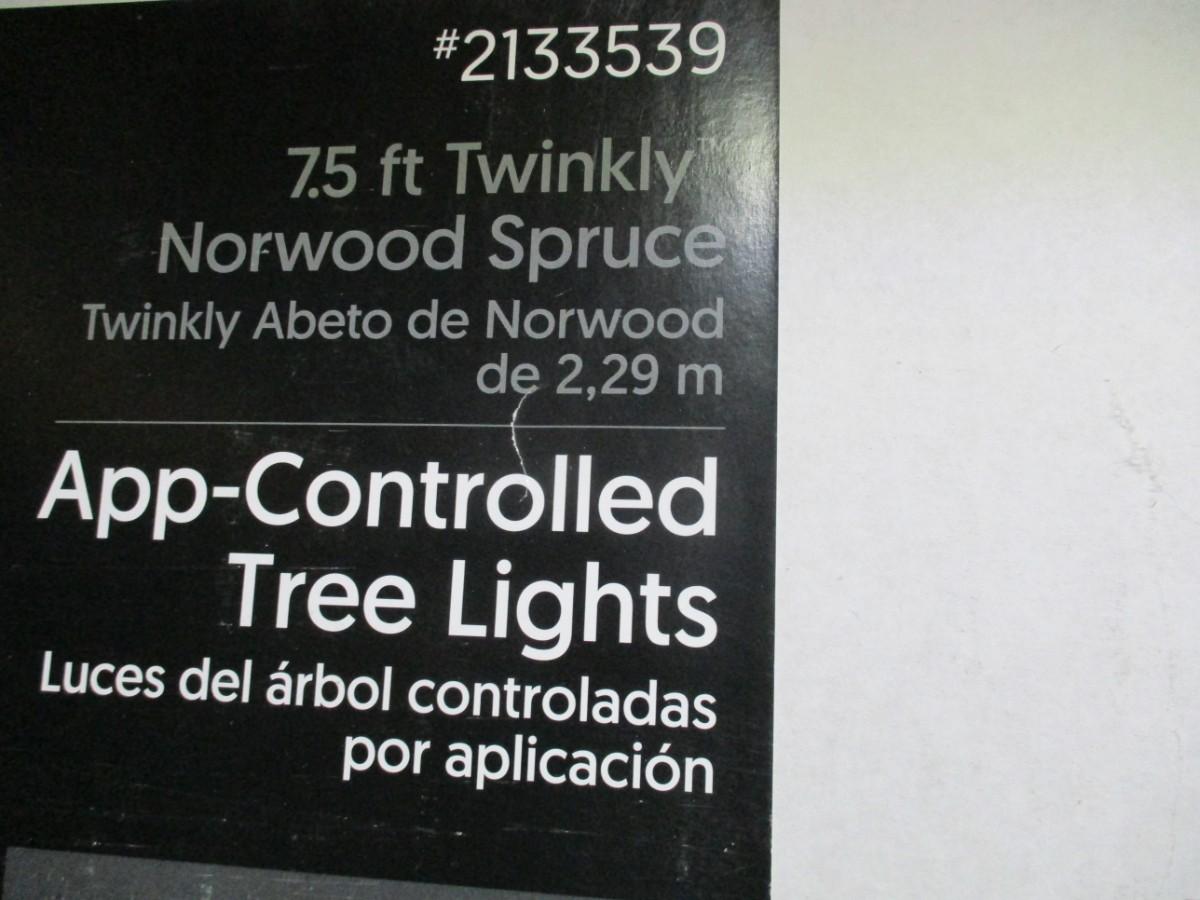 #2133539
7.5 ft Twinkly™
Norwood Spruce
Twinkly Abeto de Norwood
de 2,29 m
App-Controlled
Tree Lights
Luces del árbol controladas
por aplicación